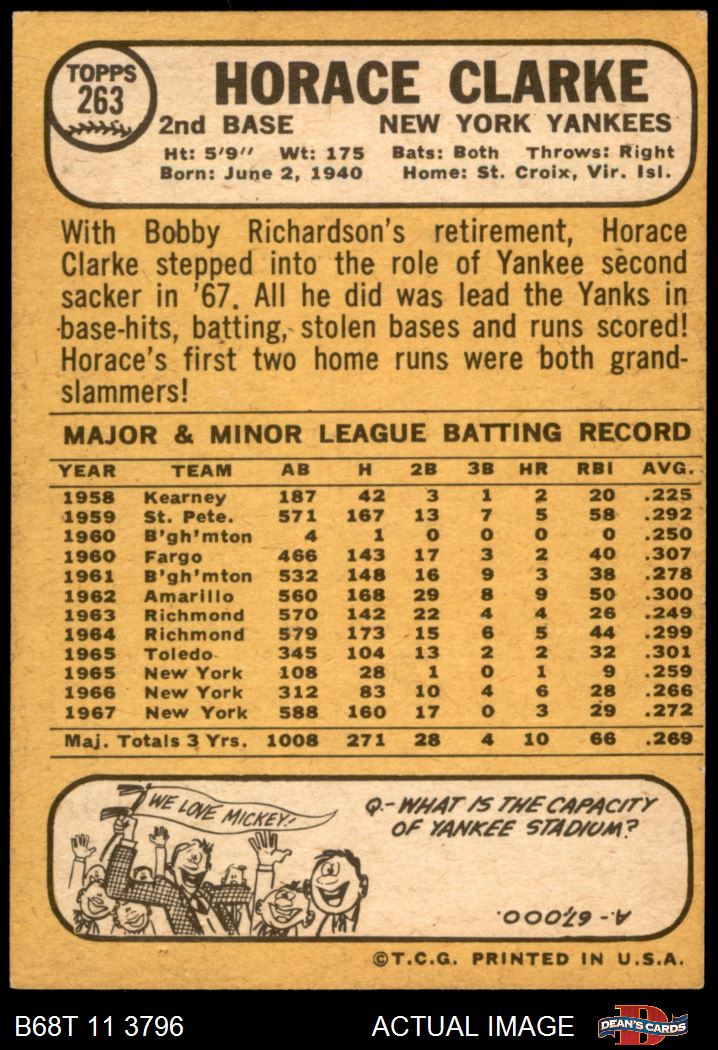 TOPPS
263
HORACE CLARKE
2nd BASE NEW YORK YANKEES
Ht: 5'9" Wt: 175 Bats: Both Throws: Right
Born: June 2, 1940 Home: St. Croix, Vir. Isl.
With Bobby Richardson's retirement, Horace
Clarke stepped into the role of Yankee second
sacker in '67. All he did was lead the Yanks in
base-hits, batting, stolen bases and runs scored!
Horace's first two home runs were both grand-
slammers!
MAJOR & MINOR LEAGUE BATTING RECORD
YEAR TEAM AB H 2B 3B HR RBI AVG.
1958 Kearney 187 42 3 1 2 20 .225
1959 St. Pete. 571 167 13 7 5 58 .292
1960 B'gh'mton 4 1 0 0 0 0 .250
1960 Fargo 466 143 17 3 2 40 .307
1961 B'gh'mton 532 148 16 9 3 38 .278
1962 Amarillo 560 168 29 8 9 50 .300
1963 Richmond 570 142 22 4 4 26 .249
1964 Richmond 579 173 15 6 5 44 .299
1965 Toledo 345 104 13 2 2 32 .301
1965 New York 108 28 1 0 1 9 .259
1966 New York 312 83 10 4 6 28 .266
1967 New York 588 160 17 0 3 29 .272
Maj. Totals 3 Yrs. 1008 271 28 4 10 66 .269
WE LOVE MICKEY!
Q.-WHAT IS THE CAPACITY
OF YANKEE STADIUM?
A.- 67,000.
©T.C.G. PRINTED IN U.S.A.
B68T 11 3796 ACTUAL IMAGE
D
DEAN'S CARDS